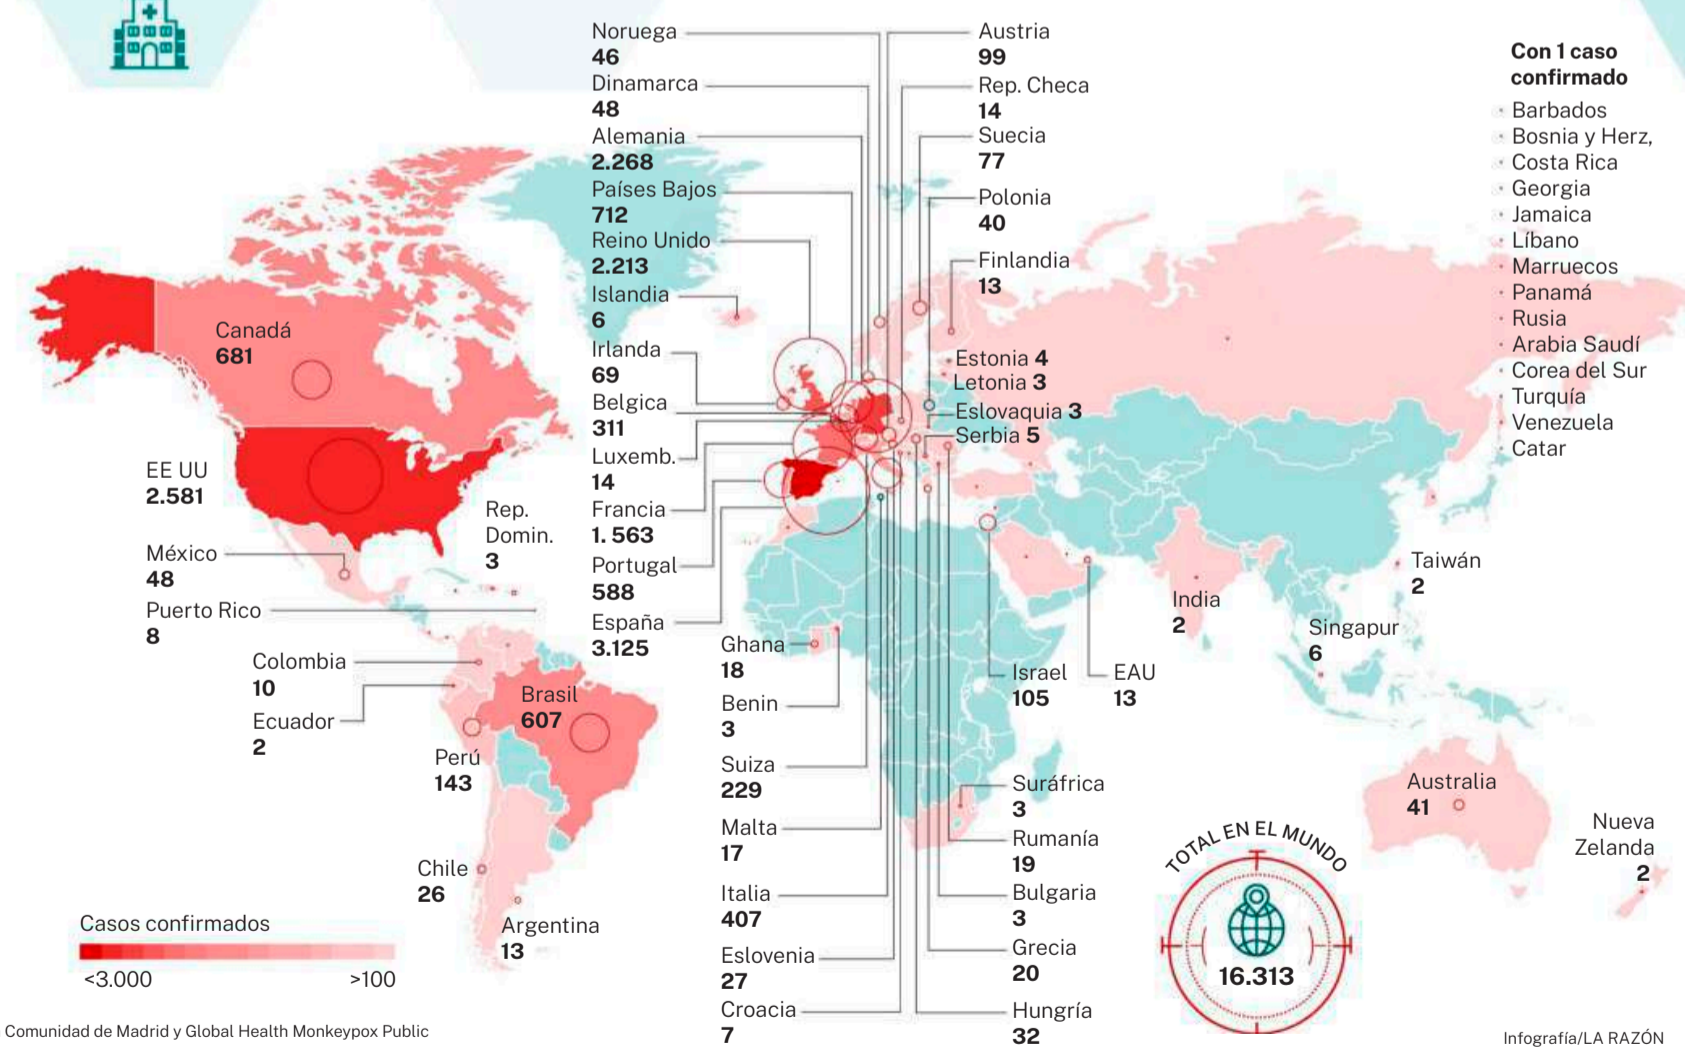 Noruega
46
Dinamarca
48
Alemania
2.268
Países Bajos
712
Reino Unido
2.213
Islandia
6
Irlanda
69
Belgica
311
Luxemb.
14
Francia
1. 563
Portugal
588
España
3.125
Austria
99
Rep. Checa
14
Suecia
77
Polonia
40
Finlandia
13
Estonia 4
Letonia 3
Eslovaquia 3
Serbia 5
Con 1 caso
confirmado
Barbados
Bosnia y Herz,
Costa Rica
Georgia
Jamaica
Líbano
Marruecos
Panamá
Rusia
Arabia Saudí
Corea del Sur
Turquía
Venezuela
Catar
Canadá
681
EE UU
2.581
México
48
Puerto Rico
8
Rep.
Domin.
3
Colombia
10
Ecuador
2
Brasil
607
Perú
143
Chile
26
Argentina
13
Ghana
18
Benin
3
Suiza
229
Malta
17
Italia
407
Eslovenia
27
Croacia
7
Israel
105
EAU
13
Suráfrica
3
Rumanía
19
Bulgaria
3
Grecia
20
Hungría
32
India
2
Taiwán
2
Singapur
6
Australia
41
Nueva
Zelanda
2
TOTAL EN EL MUNDO
16.313
Casos confirmados
<3.000 >100
Comunidad de Madrid y Global Health Monkeypox Public
Infografía/LA RAZÓN